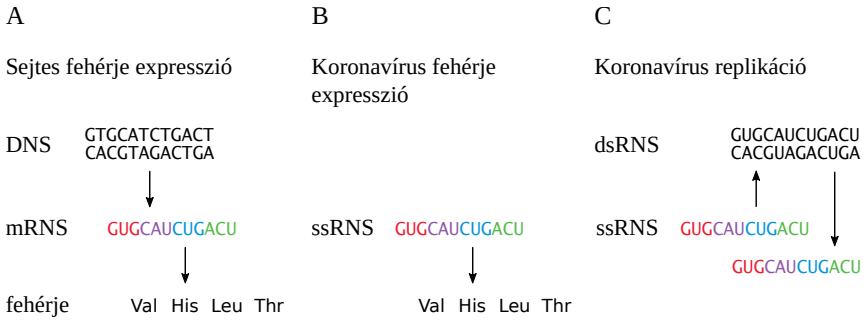 A
Sejtes fehérje expresszió
DNS
GTGCATCTGACT
CACGTAGACTGA
mRNS
GUGCAUCUGACU
fehérje
Val His Leu Thr
B
Koronavírus fehérje
expresszió
ssRNS
GUGCAUCUGACU
Val His Leu Thr
C
Koronavírus replikáció
dsRNS
GUGCAUCUGACU
CACGUAGACUGA
ssRNS
GUGCAUCUGACU
GUGCAUCUGACU